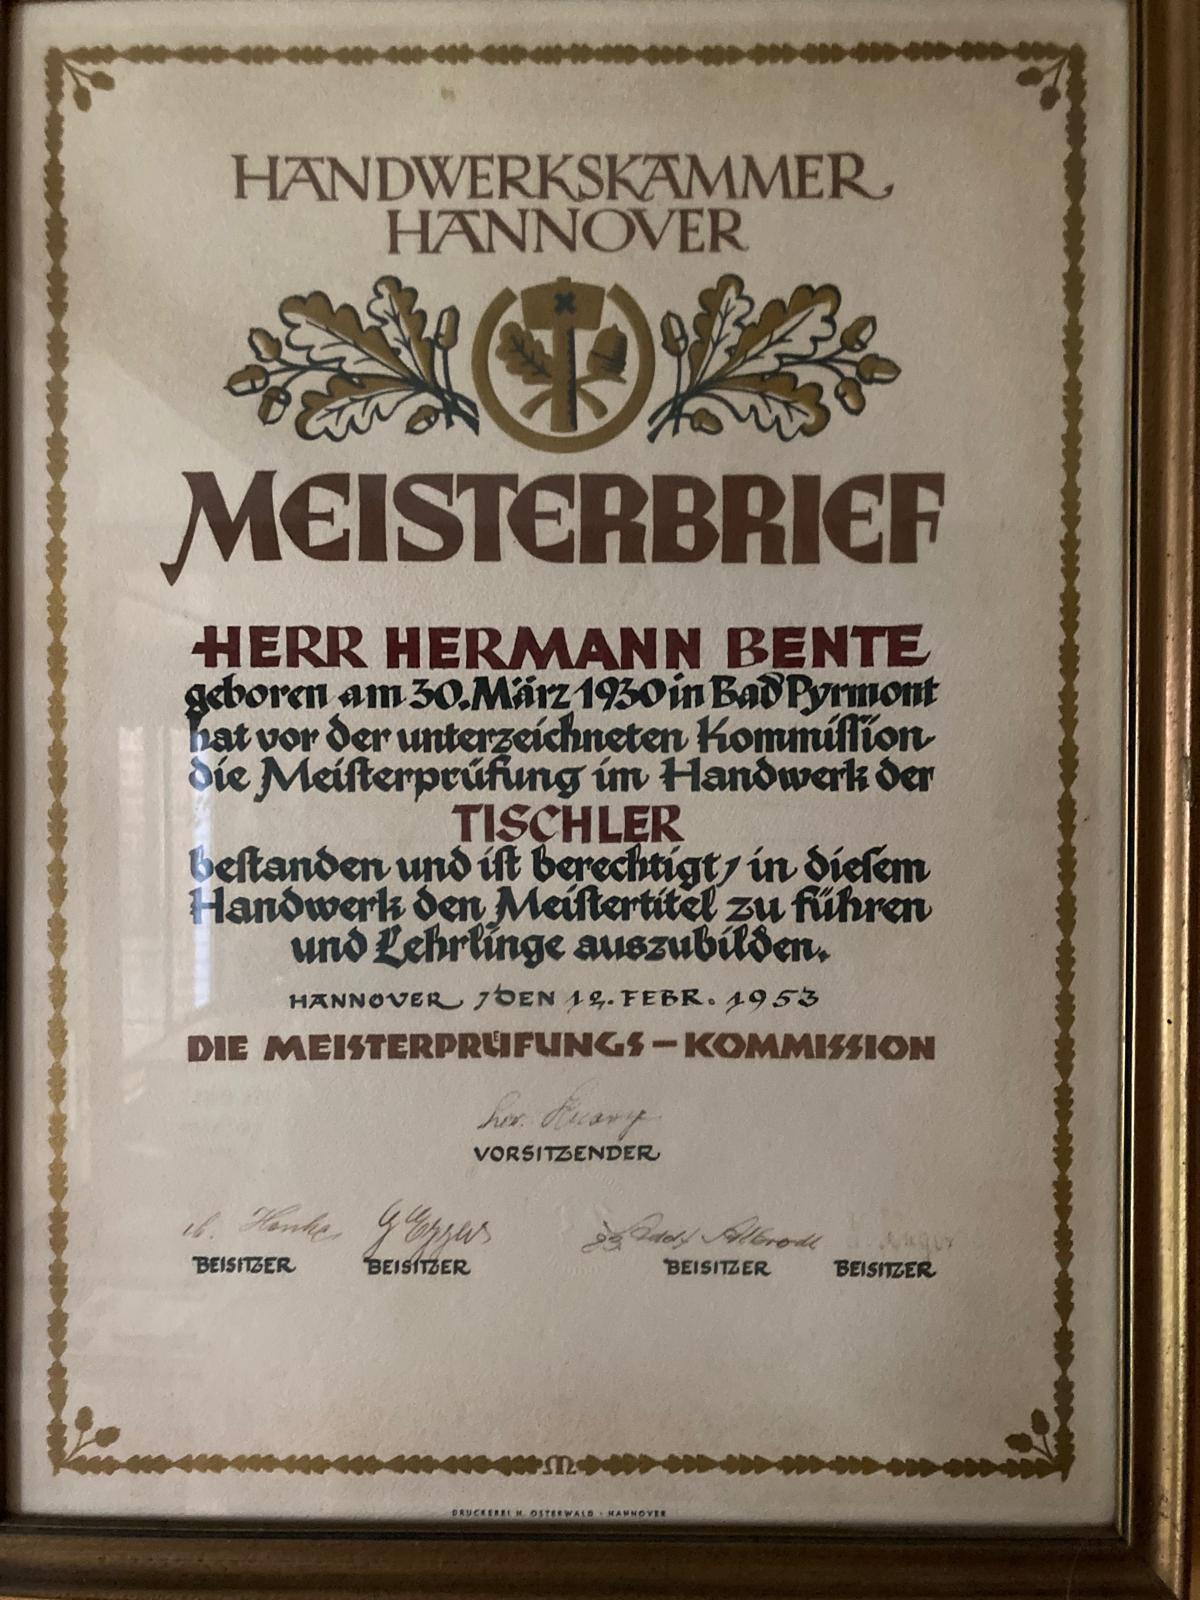 HANDWERKSKAMMER
HANNOVER
MEISTERBRIEF
HERR HERMANN BENTE
geboren am 30. März 1930 in Bad Pyrmont
hat vor der unterzeichneten Kommission
die Meisterprüfung im Handwerk der
TISCHLER
bestanden und ist berechtigt, in diesem
Handwerk den Meistertitel zu führen
und Lehrlinge auszubilden.
HANNOVER, DEN 12. FEBR. 1953
DIE MEISTERPRÜFUNGS-KOMMISSION
VORSITZENDER
BEISITZER BEISITZER BEISITZER BEISITZER
M
DRUCKEREI H. OSTERWALD · HANNOVER